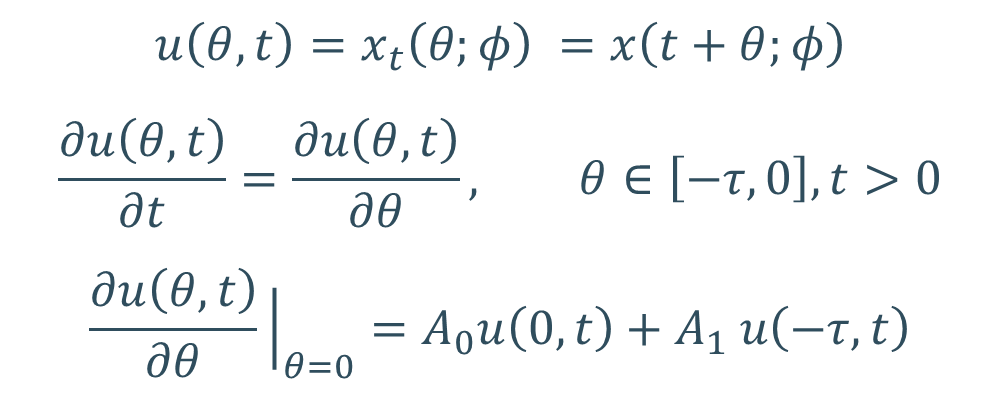 u(θ, t) = x_t(θ; ϕ) = x(t + θ; ϕ)
∂u(θ, t)/∂t = ∂u(θ, t)/∂θ , θ ∈ [−τ, 0], t > 0
∂u(θ, t)/∂θ |_{θ=0} = A_0 u(0, t) + A_1 u(−τ, t)